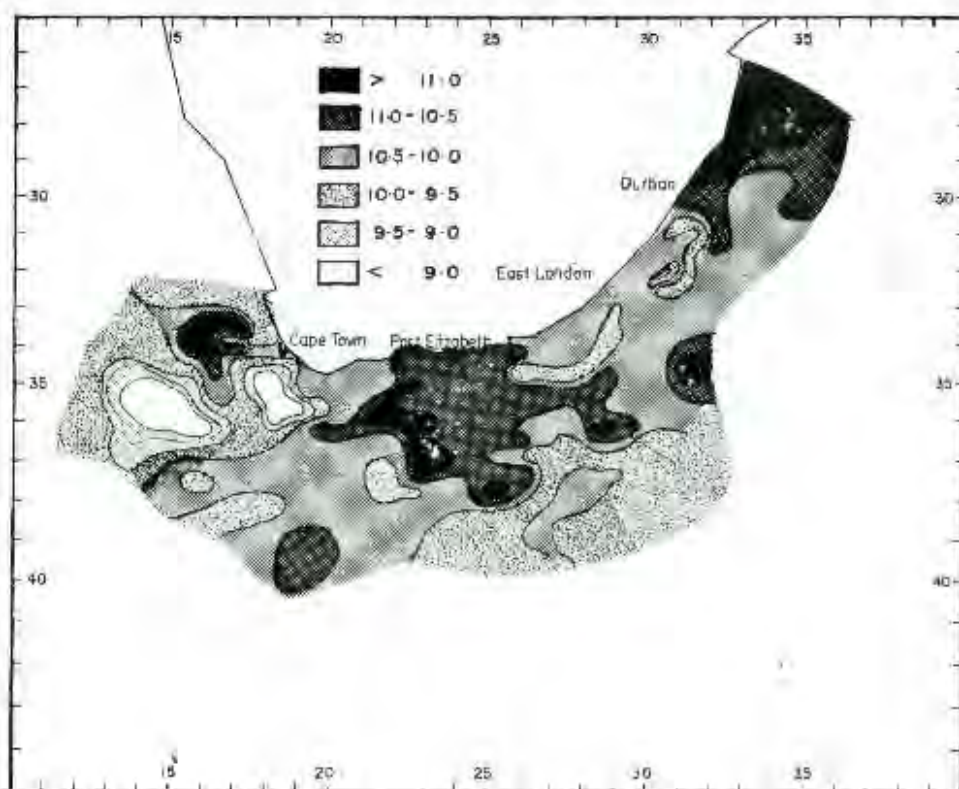 15 20 25 30 35
> 11·0
11·0 - 10·5
10·5 - 10·0
10·0 - 9·5
9·5 - 9·0
< 9·0
Durban
30 30
East London
Cape Town Port Elizabeth
35 35
40 40
15 20 25 30 35